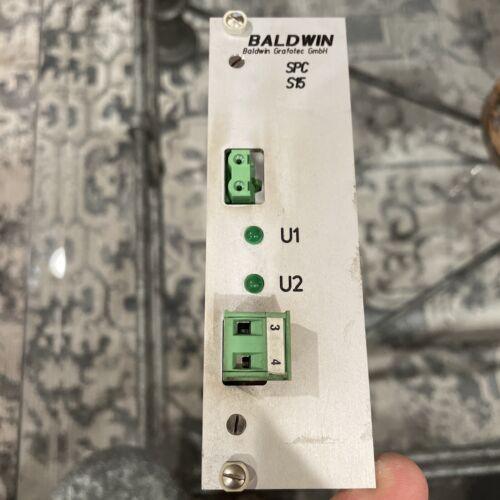 BALDWIN
Baldwin Grafotec GmbH
SPC
S15
U1
U2
3
4